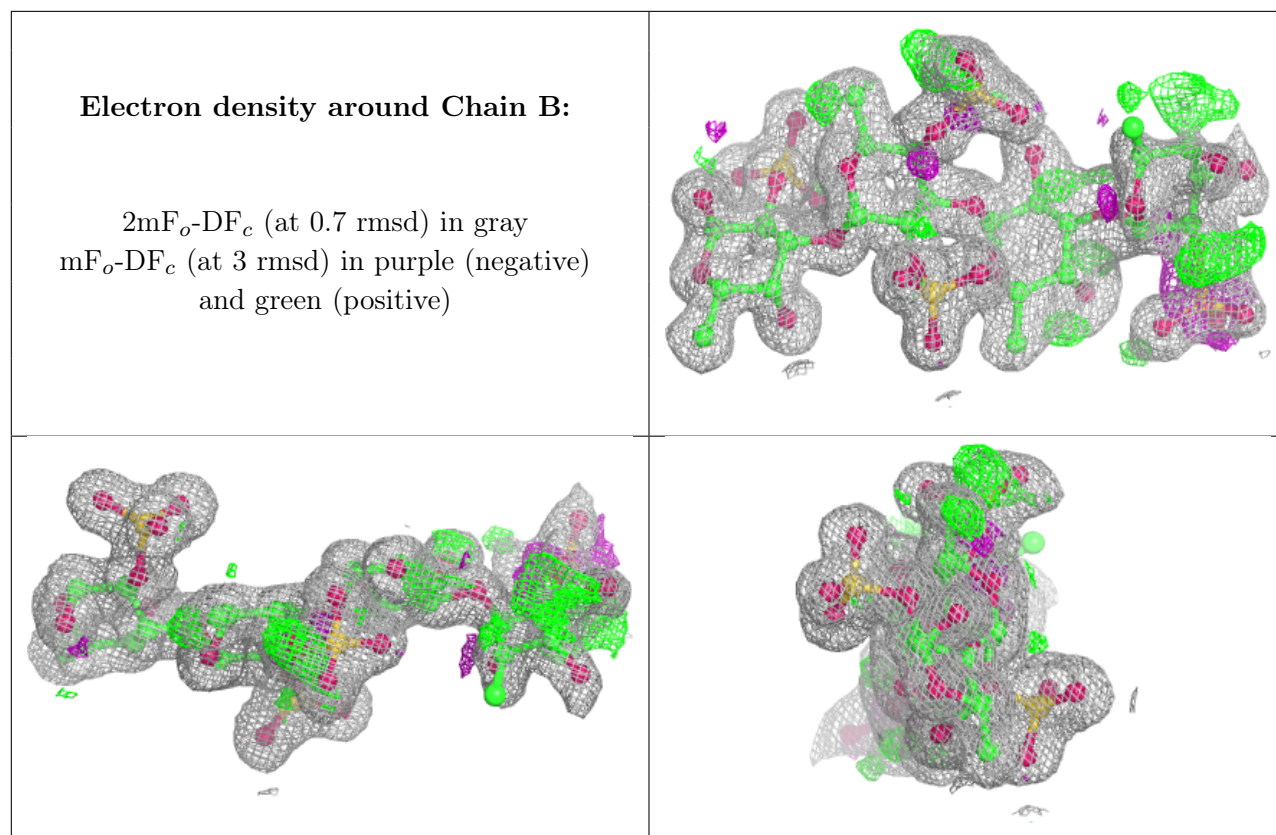 Electron density around Chain B:
2mFₒ-DF𝒸 (at 0.7 rmsd) in gray
mFₒ-DF𝒸 (at 3 rmsd) in purple (negative)
and green (positive)